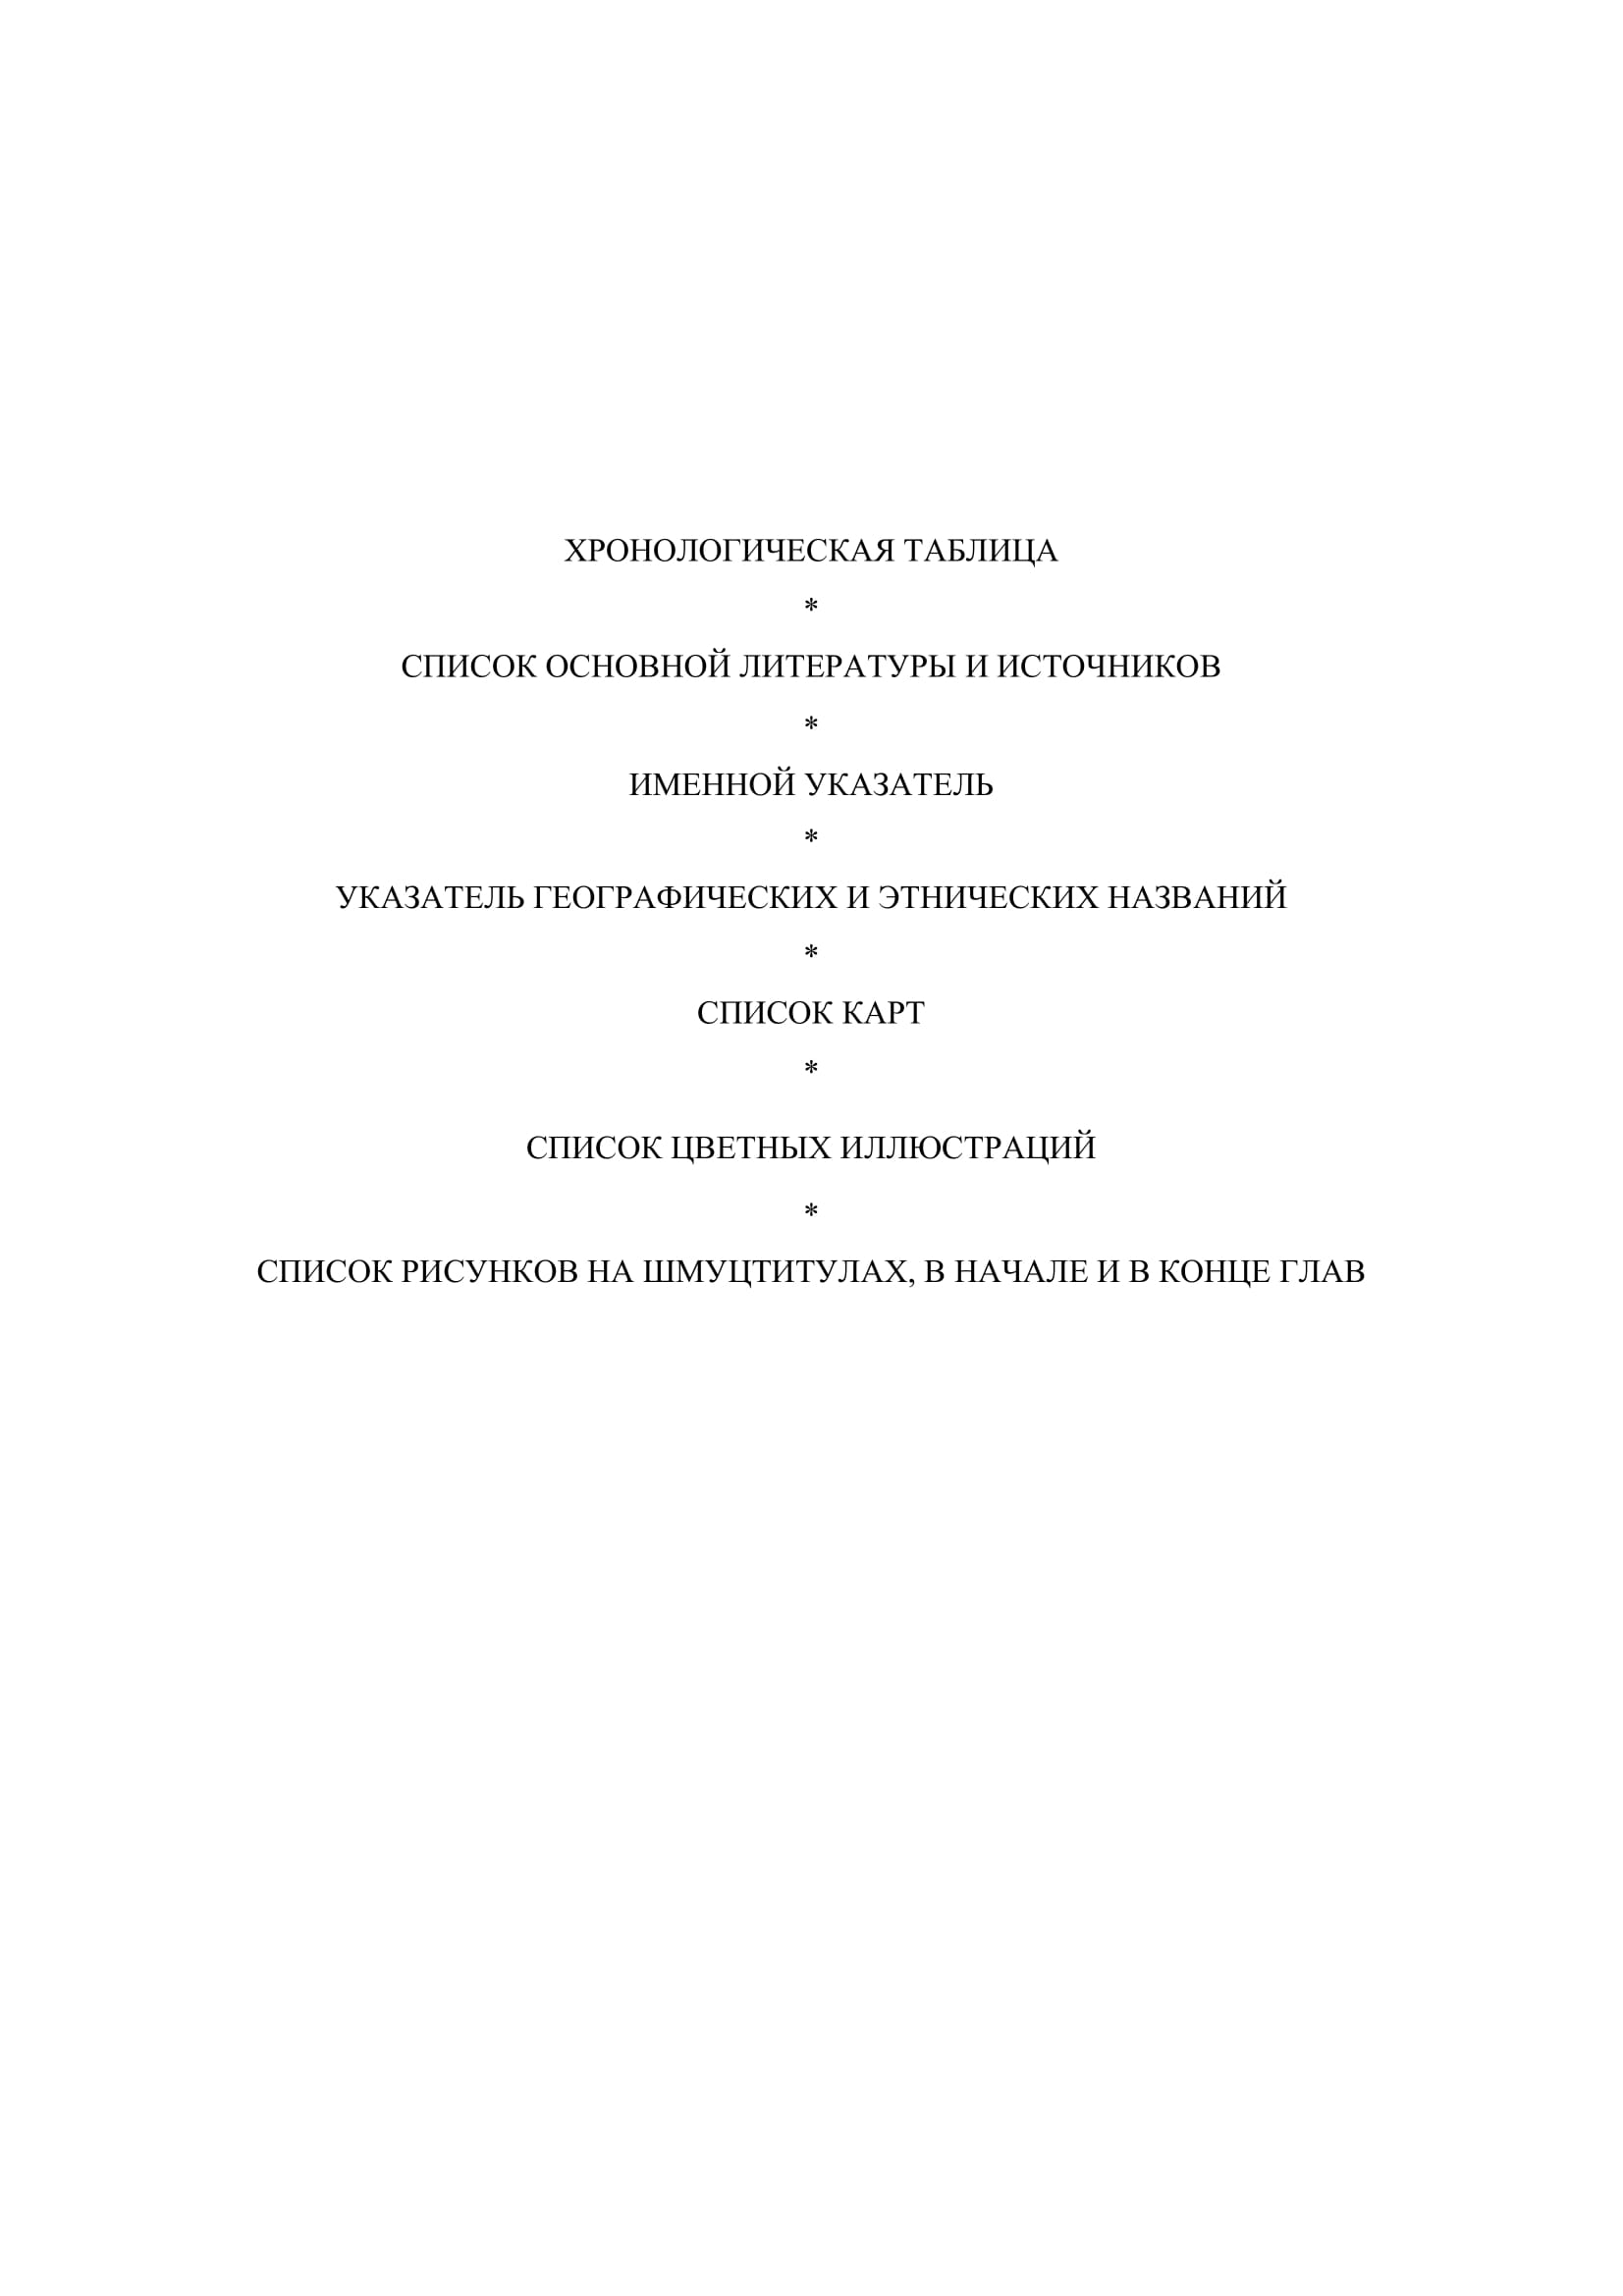 ХРОНОЛОГИЧЕСКАЯ ТАБЛИЦА
*
СПИСОК ОСНОВНОЙ ЛИТЕРАТУРЫ И ИСТОЧНИКОВ
*
ИМЕННОЙ УКАЗАТЕЛЬ
*
УКАЗАТЕЛЬ ГЕОГРАФИЧЕСКИХ И ЭТНИЧЕСКИХ НАЗВАНИЙ
*
СПИСОК КАРТ
*
СПИСОК ЦВЕТНЫХ ИЛЛЮСТРАЦИЙ
*
СПИСОК РИСУНКОВ НА ШМУЦТИТУЛАХ, В НАЧАЛЕ И В КОНЦЕ ГЛАВ